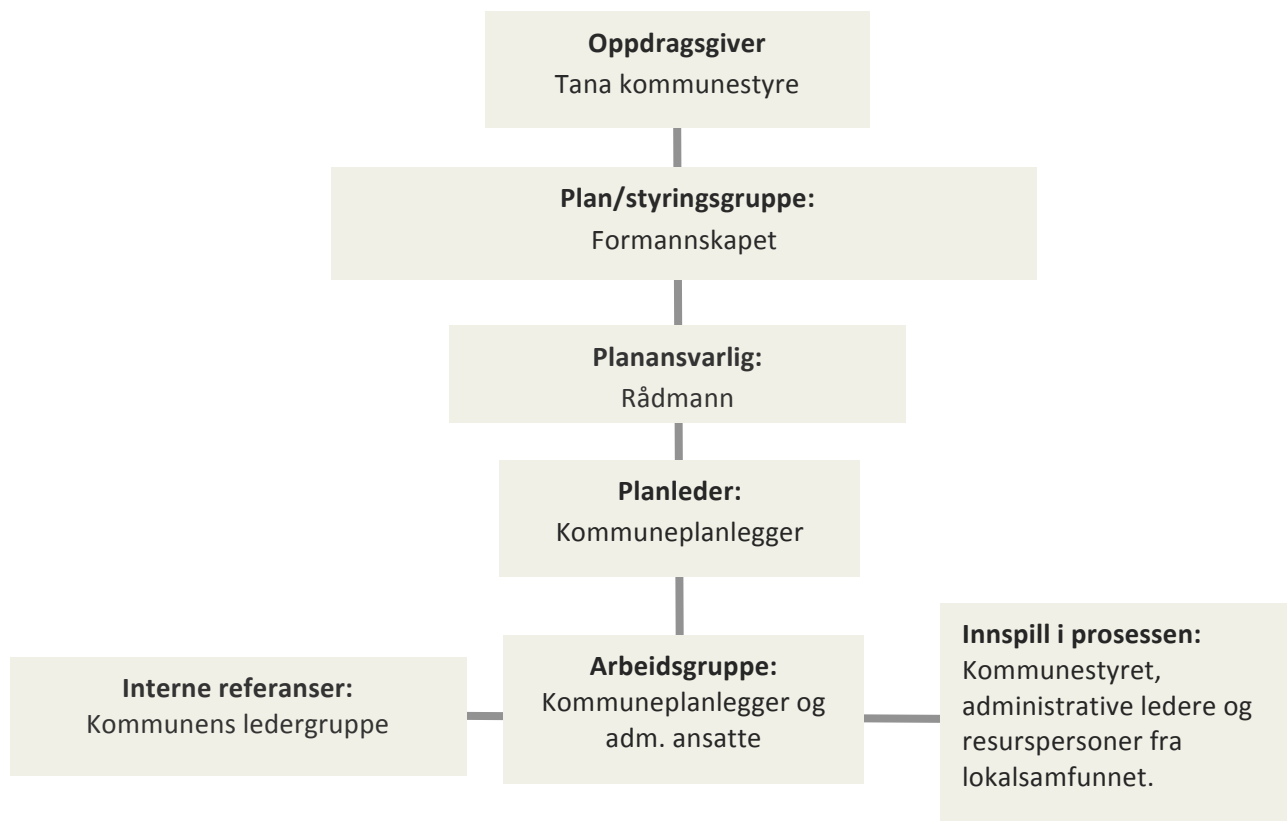 Oppdragsgiver
Tana kommunestyre
Plan/styringsgruppe:
Formannskapet
Planansvarlig:
Rådmann
Planleder:
Kommuneplanlegger
Interne referanser:
Kommunens ledergruppe
Arbeidsgruppe:
Kommuneplanlegger og
adm. ansatte
Innspill i prosessen:
Kommunestyret,
administrative ledere og
resurspersoner fra
lokalsamfunnet.